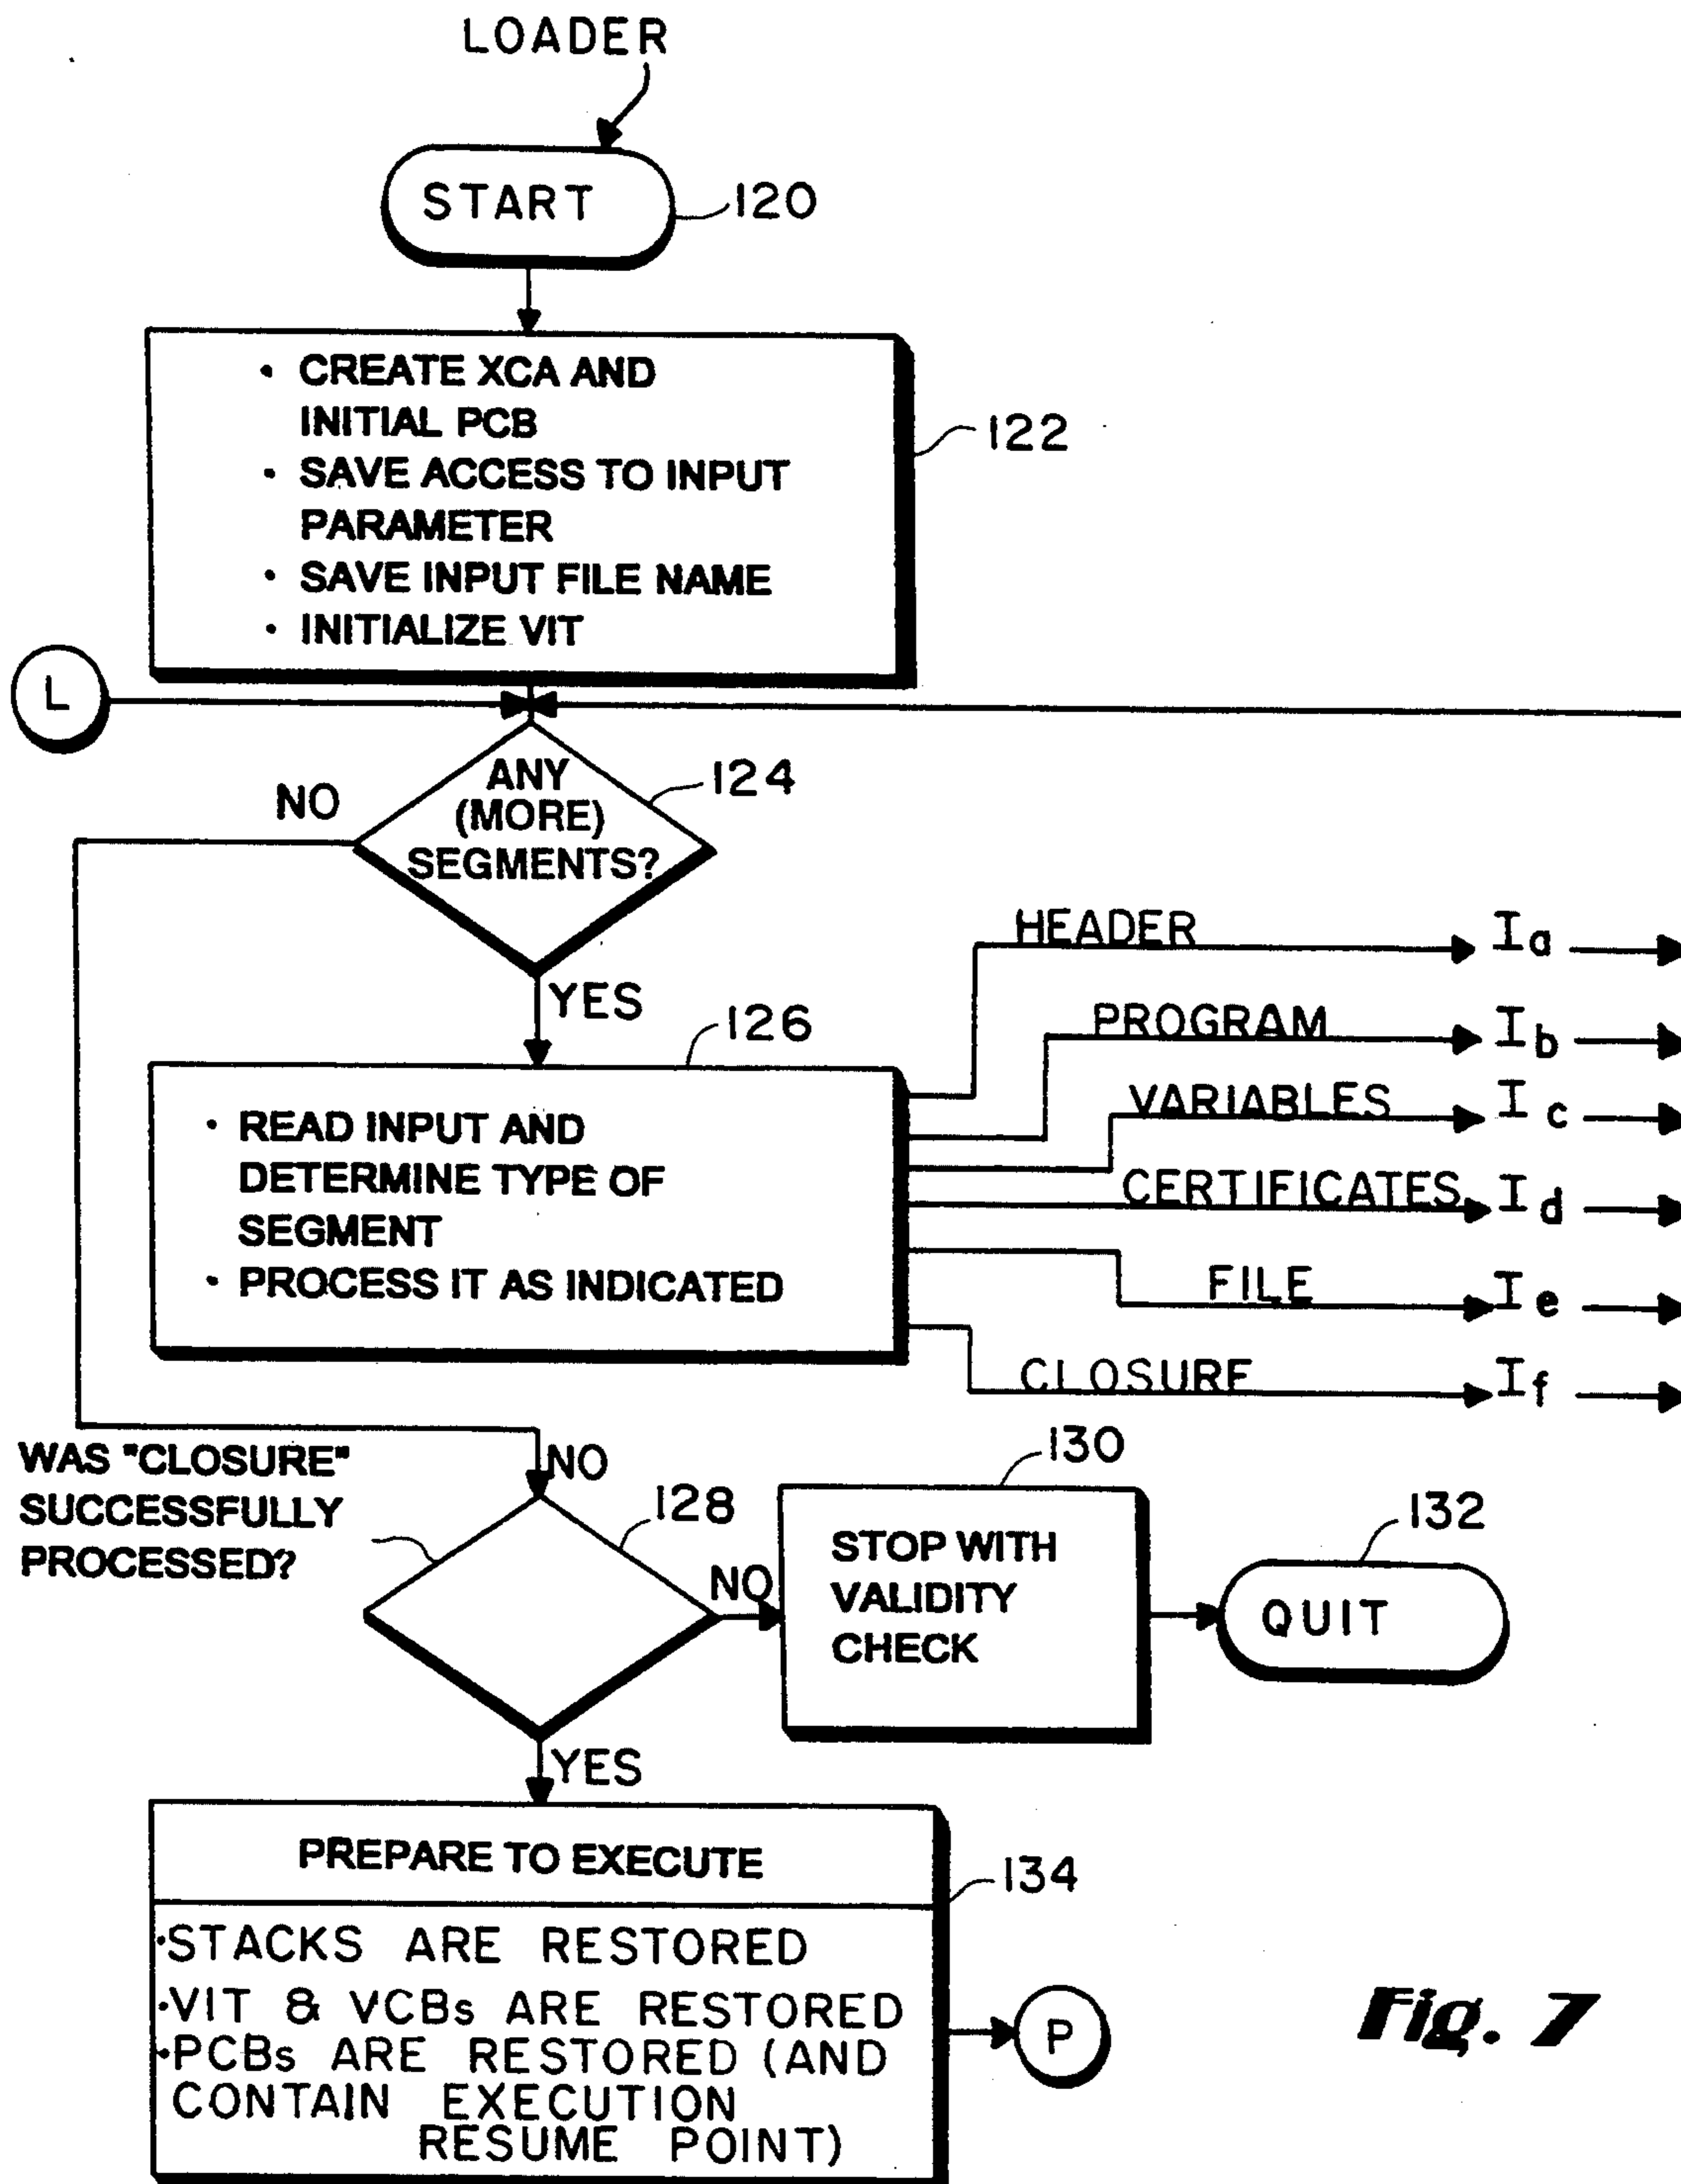 LOADER
START
120
• CREATE XCA AND
INITIAL PCB
• SAVE ACCESS TO INPUT
PARAMETER
• SAVE INPUT FILE NAME
• INITIALIZE VIT
122
L
ANY
(MORE)
SEGMENTS?
124
NO
YES
126
• READ INPUT AND
DETERMINE TYPE OF
SEGMENT
• PROCESS IT AS INDICATED
HEADER Ia
PROGRAM Ib
VARIABLES Ic
CERTIFICATES Id
FILE Ie
CLOSURE If
WAS "CLOSURE"
SUCCESSFULLY
PROCESSED?
NO
128
NO
130
STOP WITH
VALIDITY
CHECK
132
QUIT
YES
PREPARE TO EXECUTE
134
•STACKS ARE RESTORED
•VIT & VCBs ARE RESTORED
•PCBs ARE RESTORED (AND
CONTAIN EXECUTION
RESUME POINT)
P
Fig. 7